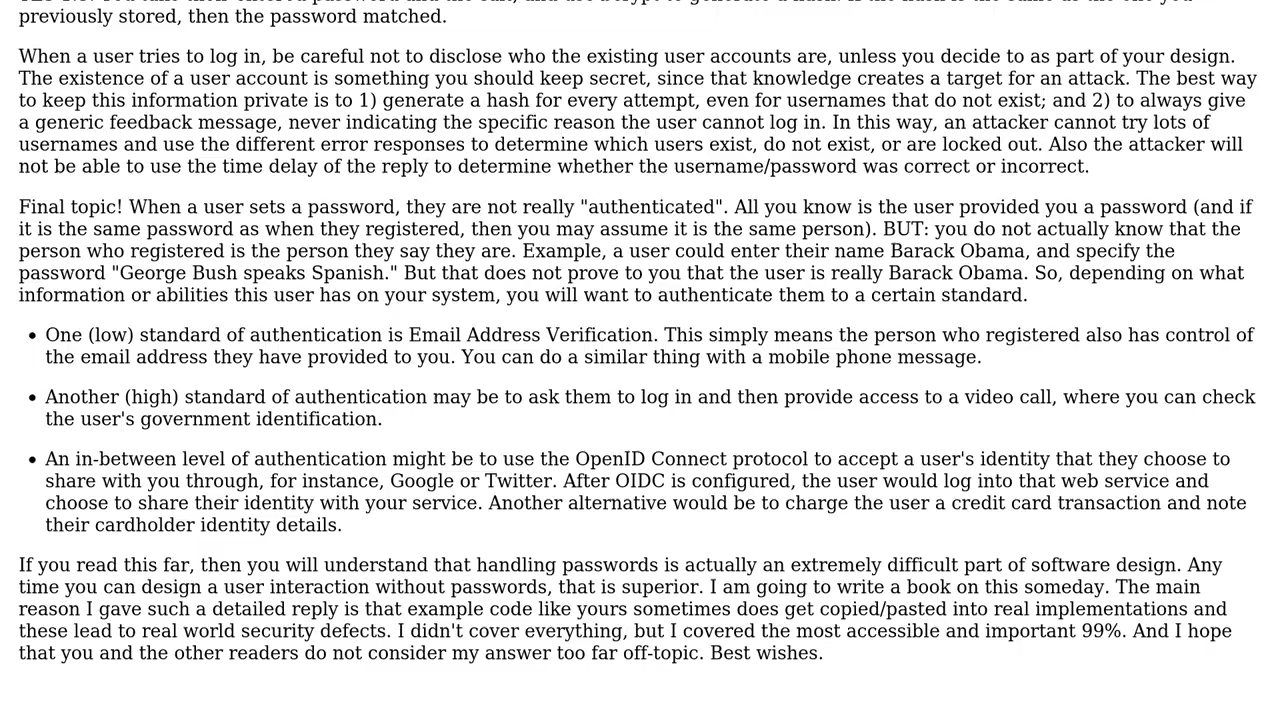 previously stored, then the password matched.
When a user tries to log in, be careful not to disclose who the existing user accounts are, unless you decide to as part of your design.
The existence of a user account is something you should keep secret, since that knowledge creates a target for an attack. The best way
to keep this information private is to 1) generate a hash for every attempt, even for usernames that do not exist; and 2) to always give
a generic feedback message, never indicating the specific reason the user cannot log in. In this way, an attacker cannot try lots of
usernames and use the different error responses to determine which users exist, do not exist, or are locked out. Also the attacker will
not be able to use the time delay of the reply to determine whether the username/password was correct or incorrect.
Final topic! When a user sets a password, they are not really "authenticated". All you know is the user provided you a password (and if
it is the same password as when they registered, then you may assume it is the same person). BUT: you do not actually know that the
person who registered is the person they say they are. Example, a user could enter their name Barack Obama, and specify the
password "George Bush speaks Spanish." But that does not prove to you that the user is really Barack Obama. So, depending on what
information or abilities this user has on your system, you will want to authenticate them to a certain standard.
• One (low) standard of authentication is Email Address Verification. This simply means the person who registered also has control of
the email address they have provided to you. You can do a similar thing with a mobile phone message.
• Another (high) standard of authentication may be to ask them to log in and then provide access to a video call, where you can check
the user's government identification.
• An in-between level of authentication might be to use the OpenID Connect protocol to accept a user's identity that they choose to
share with you through, for instance, Google or Twitter. After OIDC is configured, the user would log into that web service and
choose to share their identity with your service. Another alternative would be to charge the user a credit card transaction and note
their cardholder identity details.
If you read this far, then you will understand that handling passwords is actually an extremely difficult part of software design. Any
time you can design a user interaction without passwords, that is superior. I am going to write a book on this someday. The main
reason I gave such a detailed reply is that example code like yours sometimes does get copied/pasted into real implementations and
these lead to real world security defects. I didn't cover everything, but I covered the most accessible and important 99%. And I hope
that you and the other readers do not consider my answer too far off-topic. Best wishes.